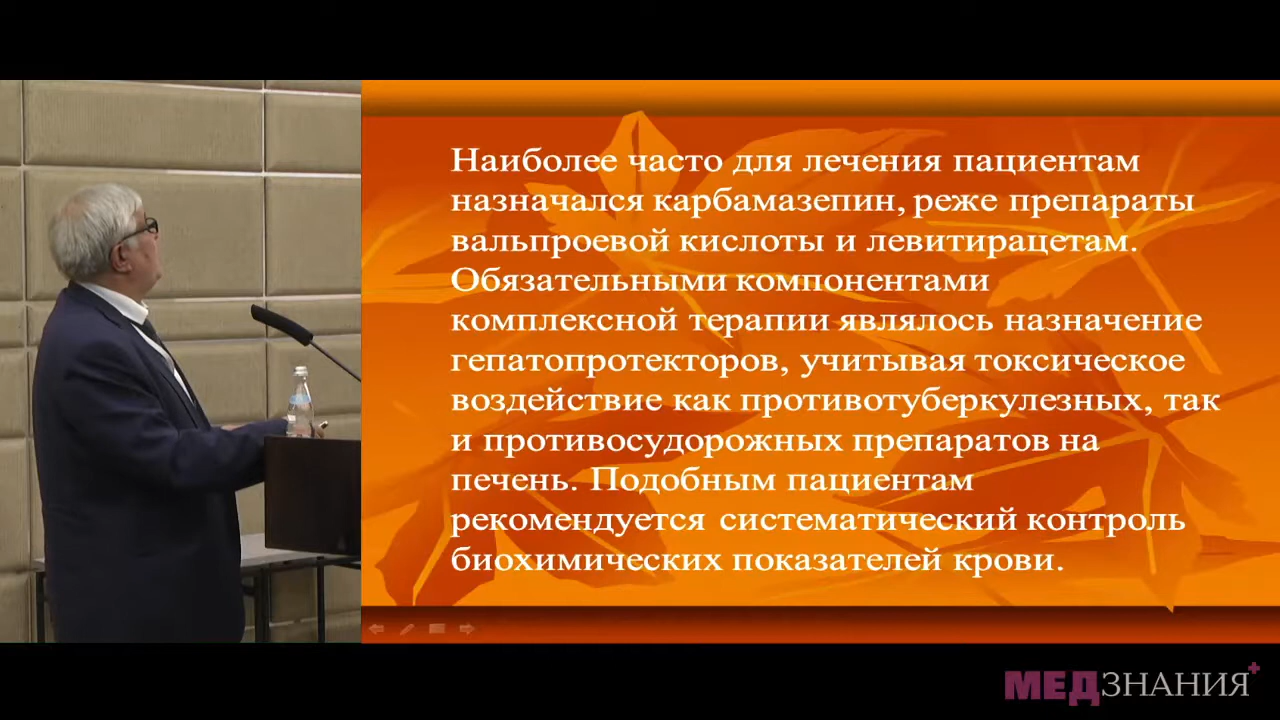 Наиболее часто для лечения пациентам
назначался карбамазепин, реже препараты
вальпроевой кислоты и левитирацетам.
Обязательными компонентами
комплексной терапии являлось назначение
гепатопротекторов, учитывая токсическое
воздействие как противотуберкулезных, так
и противосудорожных препаратов на
печень. Подобным пациентам
рекомендуется систематический контроль
биохимических показателей крови.
МЕДЗНАНИЯ+